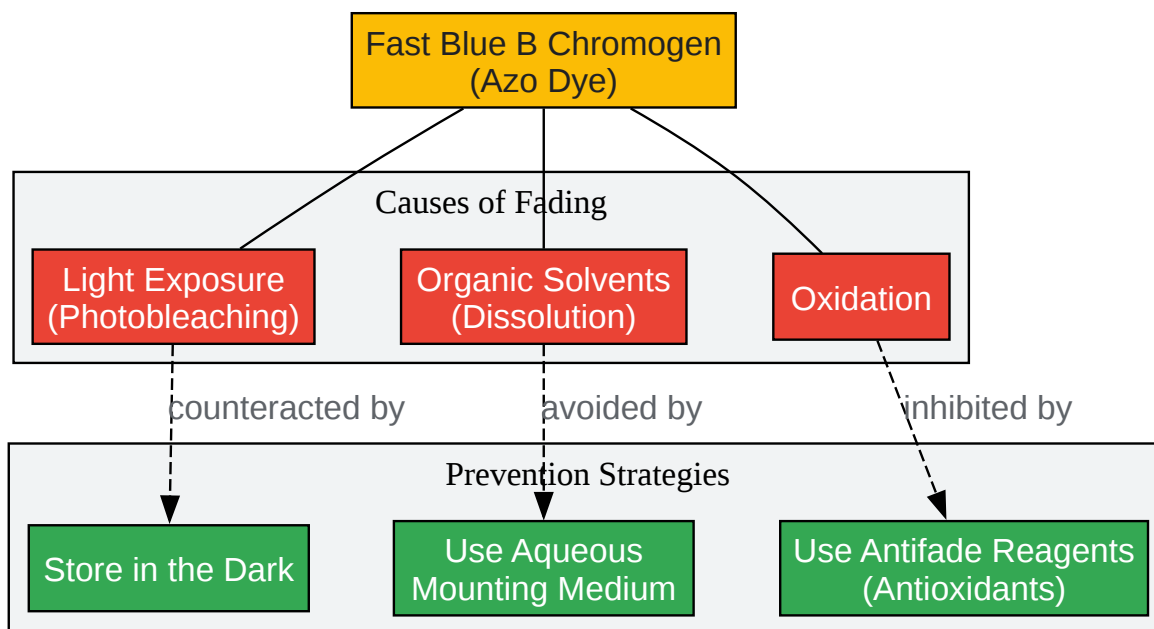 Fast Blue B Chromogen
(Azo Dye)
Causes of Fading
Light Exposure
(Photobleaching)
Organic Solvents
(Dissolution)
Oxidation
counteracted by
avoided by
inhibited by
Prevention Strategies
Store in the Dark
Use Aqueous
Mounting Medium
Use Antifade Reagents
(Antioxidants)